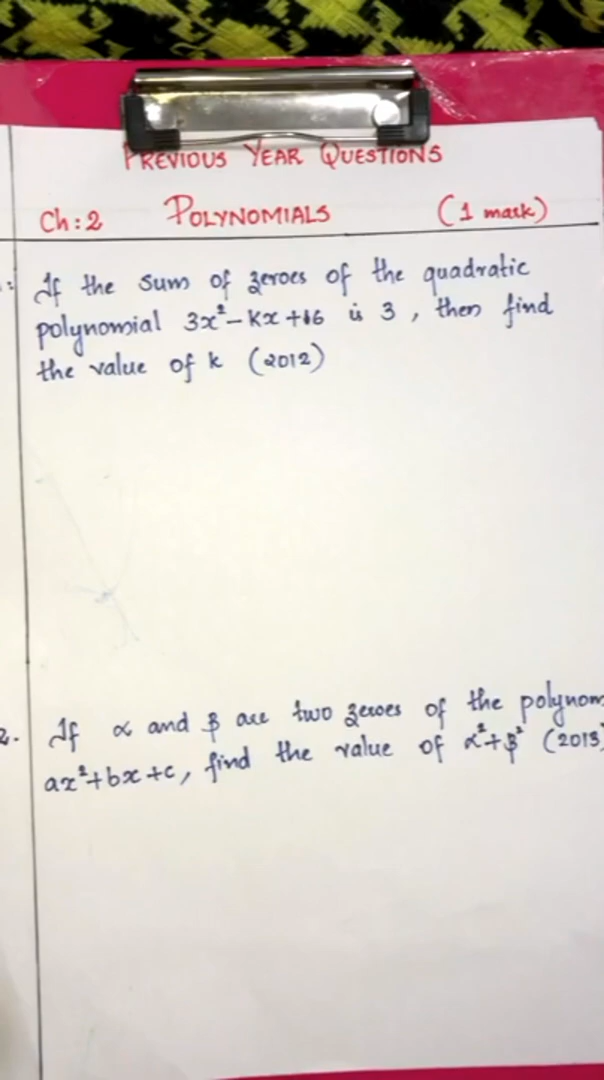 PREVIOUS YEAR QUESTIONS
Ch:2 POLYNOMIALS (1 mark)
If the sum of zeroes of the quadratic
polynomial 3x²-kx+16 is 3, then find
the value of k (2012)
2. If α and β are two zeroes of the polynom
ax²+bx+c, find the value of α²+β² (2013)